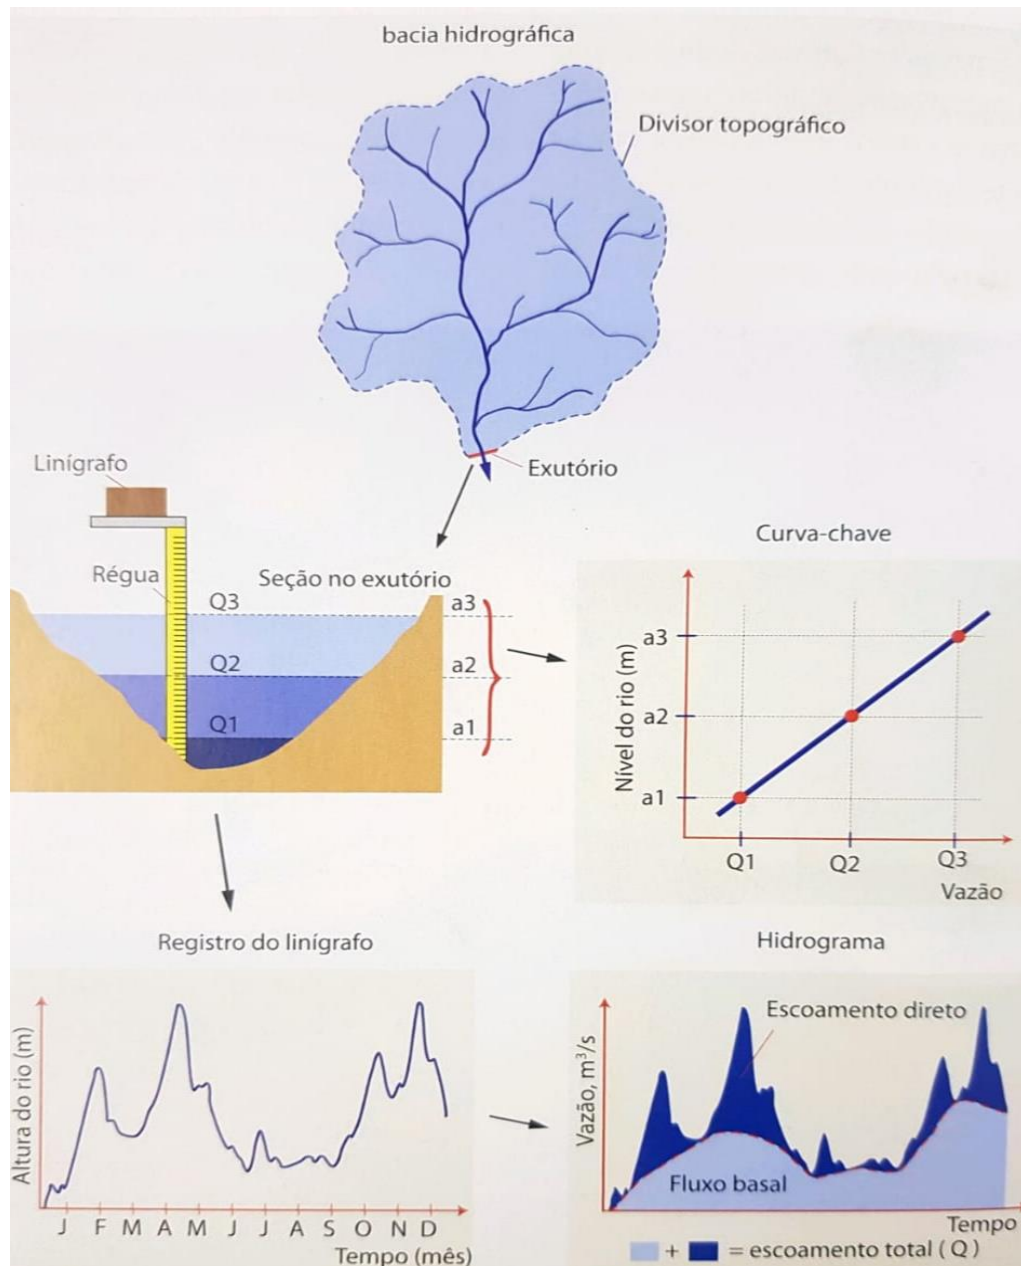 bacia hidrográfica
Divisor topográfico
Exutório
Linígrafo
Régua
Seção no exutório
Q3
Q2
Q1
a3
a2
a1
Curva-chave
Nível do rio (m)
a3
a2
a1
Q1
Q2
Q3
Vazão
Registro do linígrafo
Altura do rio (m)
J F M A M J J A S O N D
Tempo (mês)
Hidrograma
Vazão, m³/s
Escoamento direto
Fluxo basal
Tempo
+ = escoamento total ( Q )